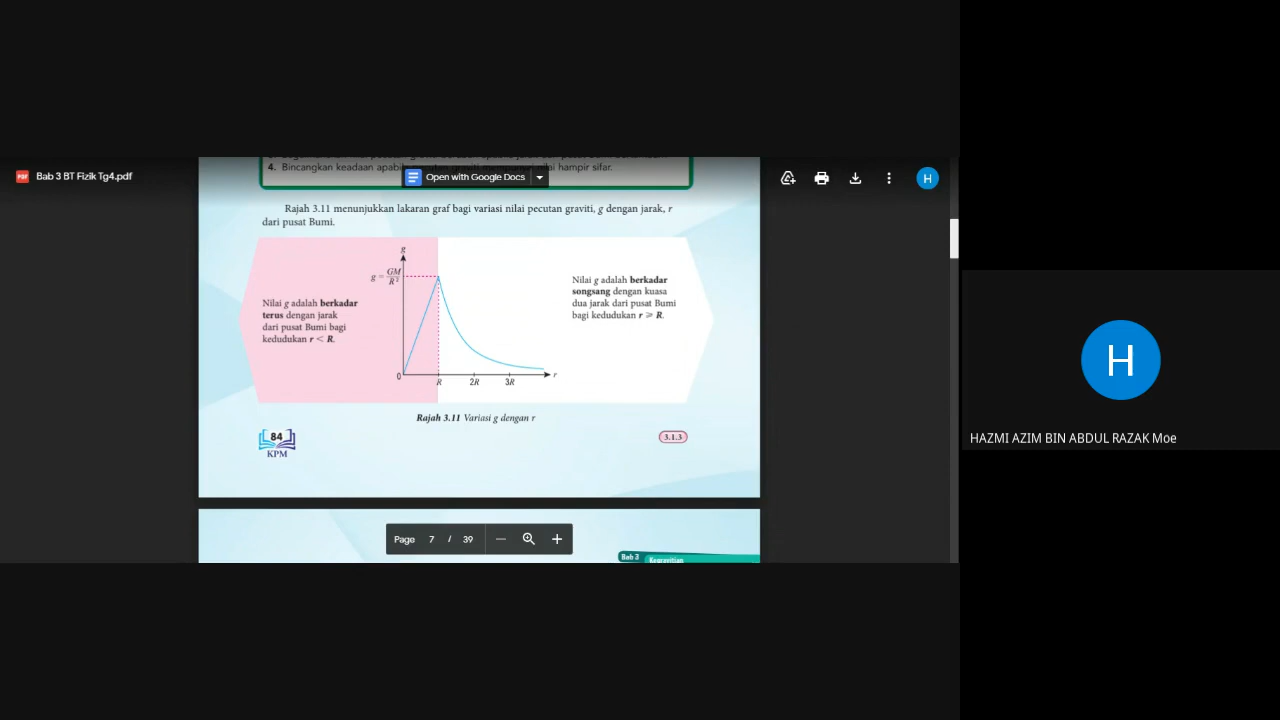 4. Bincangkan keadaan apabila nilai hampir sifar.
PDF Bab 3 BT Fizik Tg4.pdf
Open with Google Docs
H
Rajah 3.11 menunjukkan lakaran graf bagi variasi nilai pecutan graviti, g dengan jarak, r
dari pusat Bumi.
g
g = GM/R²
Nilai g adalah berkadar
terus dengan jarak
dari pusat Bumi bagi
kedudukan r < R.
Nilai g adalah berkadar
songsang dengan kuasa
dua jarak dari pusat Bumi
bagi kedudukan r ⩾ R.
0 R 2R 3R r
Rajah 3.11 Variasi g dengan r
84
KPM
3.1.3
Page 7 / 39
Bab 3 Kegravitian
H
HAZMI AZIM BIN ABDUL RAZAK Moe